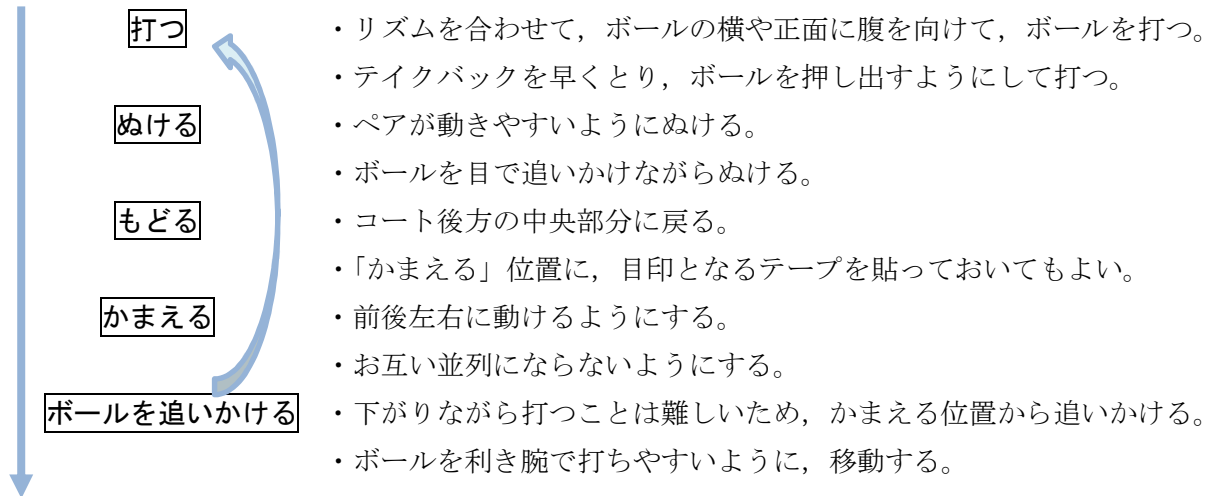 打つ ・リズムを合わせて，ボールの横や正面に腹を向けて，ボールを打つ。
・テイクバックを早くとり，ボールを押し出すようにして打つ。
ぬける ・ペアが動きやすいようにぬける。
・ボールを目で追いかけながらぬける。
もどる ・コート後方の中央部分に戻る。
・「かまえる」位置に，目印となるテープを貼っておいてもよい。
かまえる ・前後左右に動けるようにする。
・お互い並列にならないようにする。
ボールを追いかける ・下がりながら打つことは難しいため，かまえる位置から追いかける。
・ボールを利き腕で打ちやすいように，移動する。